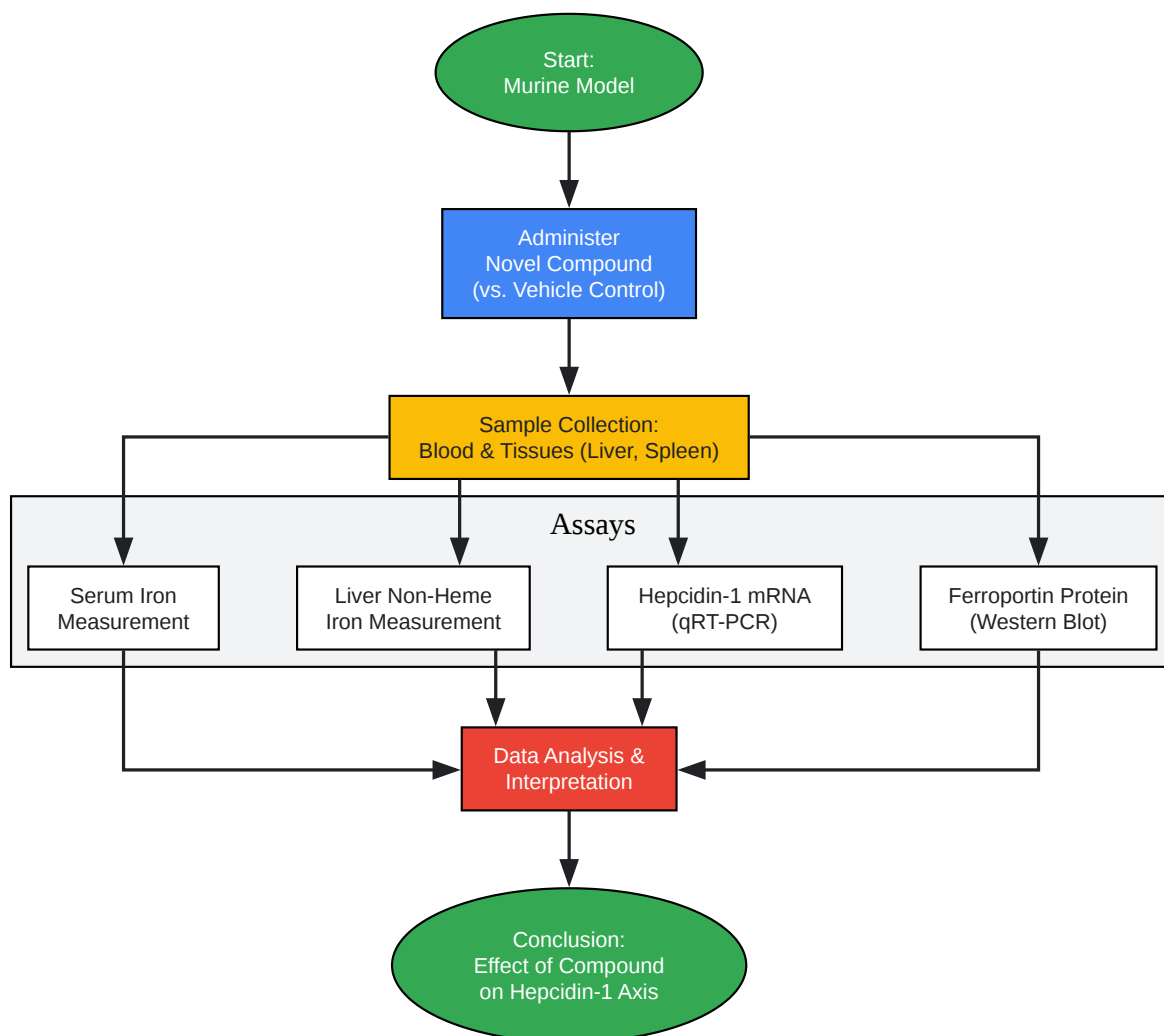 Start:
Murine Model
Administer
Novel Compound
(vs. Vehicle Control)
Sample Collection:
Blood & Tissues (Liver, Spleen)
Assays
Serum Iron
Measurement
Liver Non-Heme
Iron Measurement
Hepcidin-1 mRNA
(qRT-PCR)
Ferroportin Protein
(Western Blot)
Data Analysis &
Interpretation
Conclusion:
Effect of Compound
on Hepcidin-1 Axis